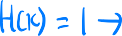 H(K) = 1 →